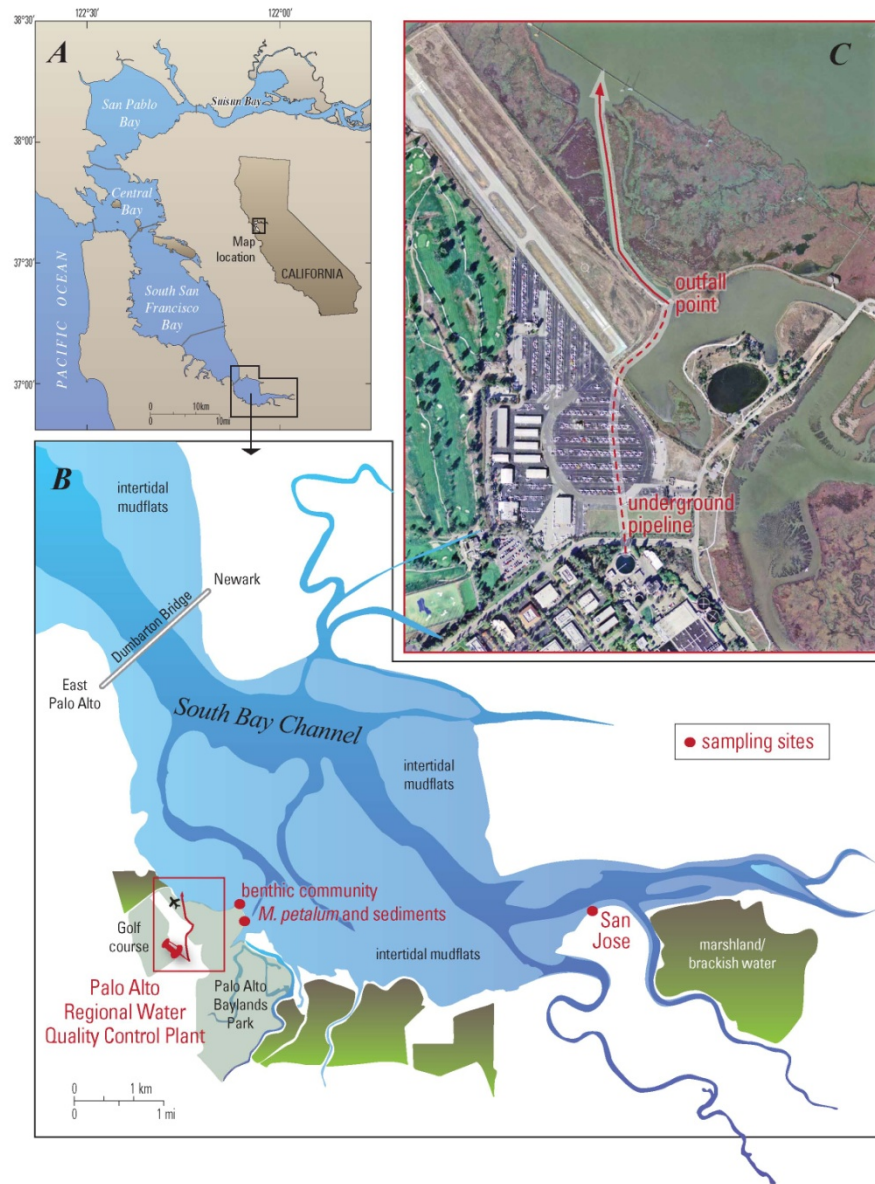 122°30'
122°00'
38°30'
38°00'
37°30'
37°00'
A
San Pablo
Bay
Suisun Bay
Central
Bay
South San
Francisco
Bay
PACIFIC OCEAN
Map
location
CALIFORNIA
0 10km
0 10mi
C
outfall
point
underground
pipeline
B
intertidal
mudflats
Newark
Dumbarton Bridge
East
Palo Alto
South Bay Channel
intertidal
mudflats
sampling sites
benthic community
M. petalum and sediments
San
Jose
Golf
course
intertidal mudflats
marshland/
brackish water
Palo Alto
Baylands
Park
Palo Alto
Regional Water
Quality Control Plant
0 1 km
0 1 mi